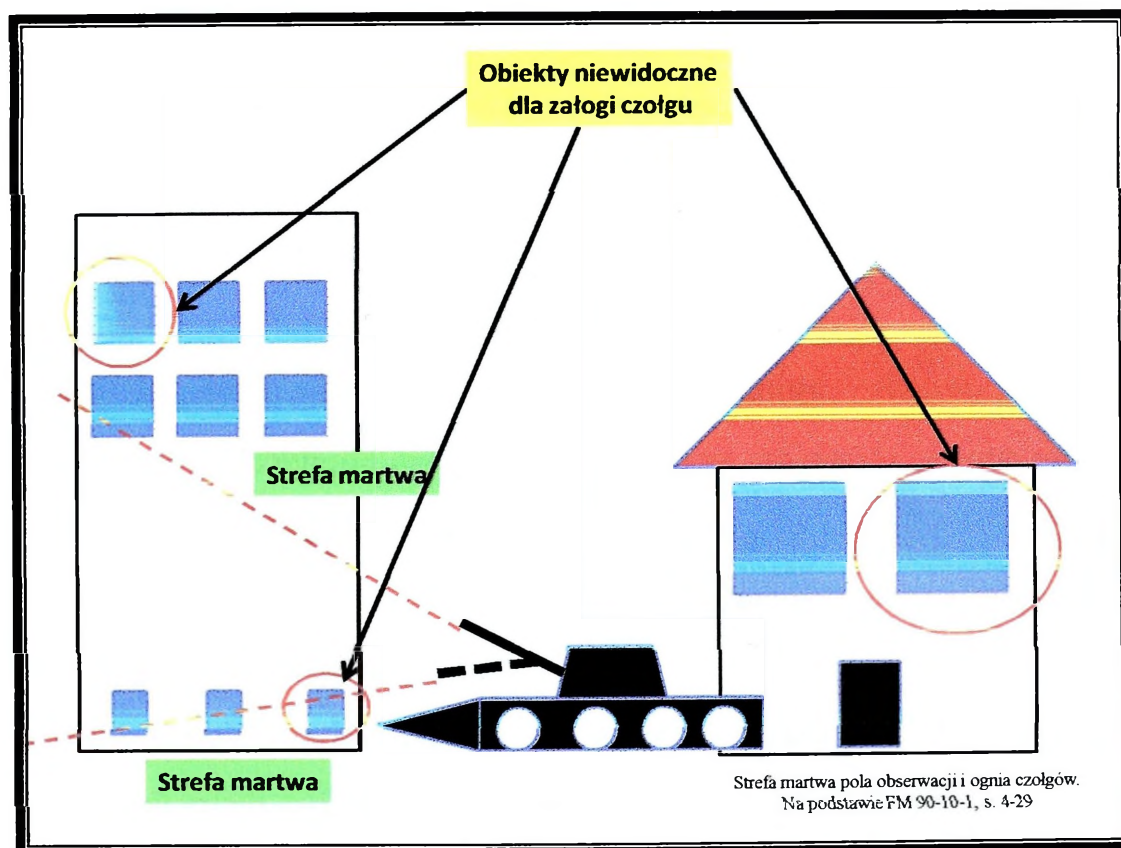 Obiekty niewidoczne
dla załogi czołgu
Strefa martwa
Strefa martwa
Strefa martwa pola obserwacji i ognia czołgów.
Na podstawie FM 90-10-1, s. 4-29